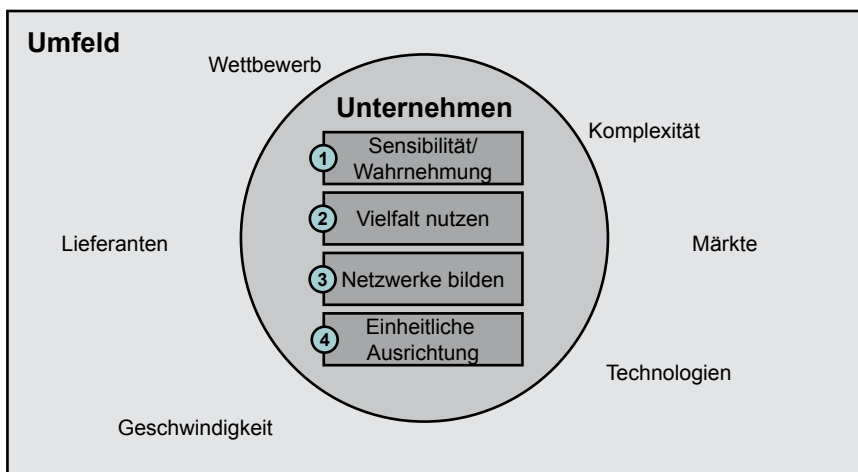 Umfeld
Wettbewerb
Unternehmen
Komplexität
1
Sensibilität/
Wahrnehmung
2
Vielfalt nutzen
Lieferanten
Märkte
3
Netzwerke bilden
4
Einheitliche
Ausrichtung
Technologien
Geschwindigkeit